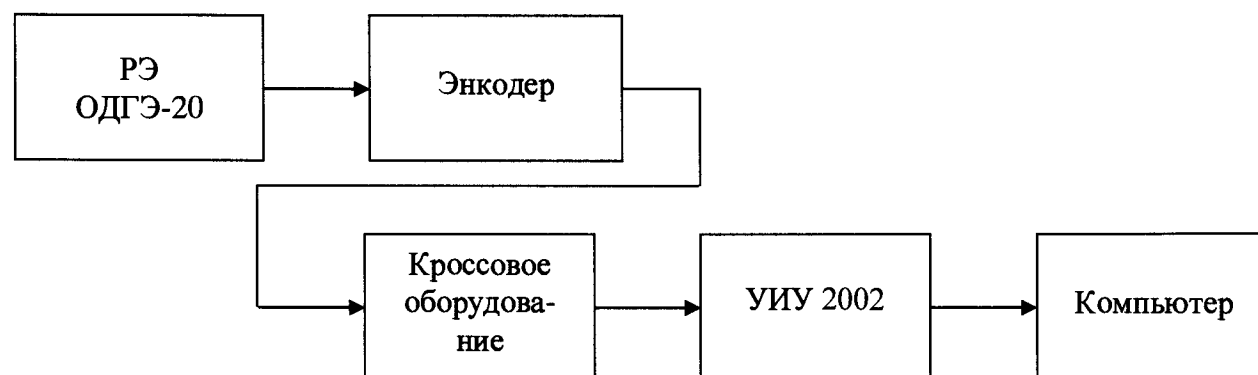 РЭ
ОДГЭ-20
Энкодер
Кроссовое
оборудова-
ние
УИУ 2002
Компьютер